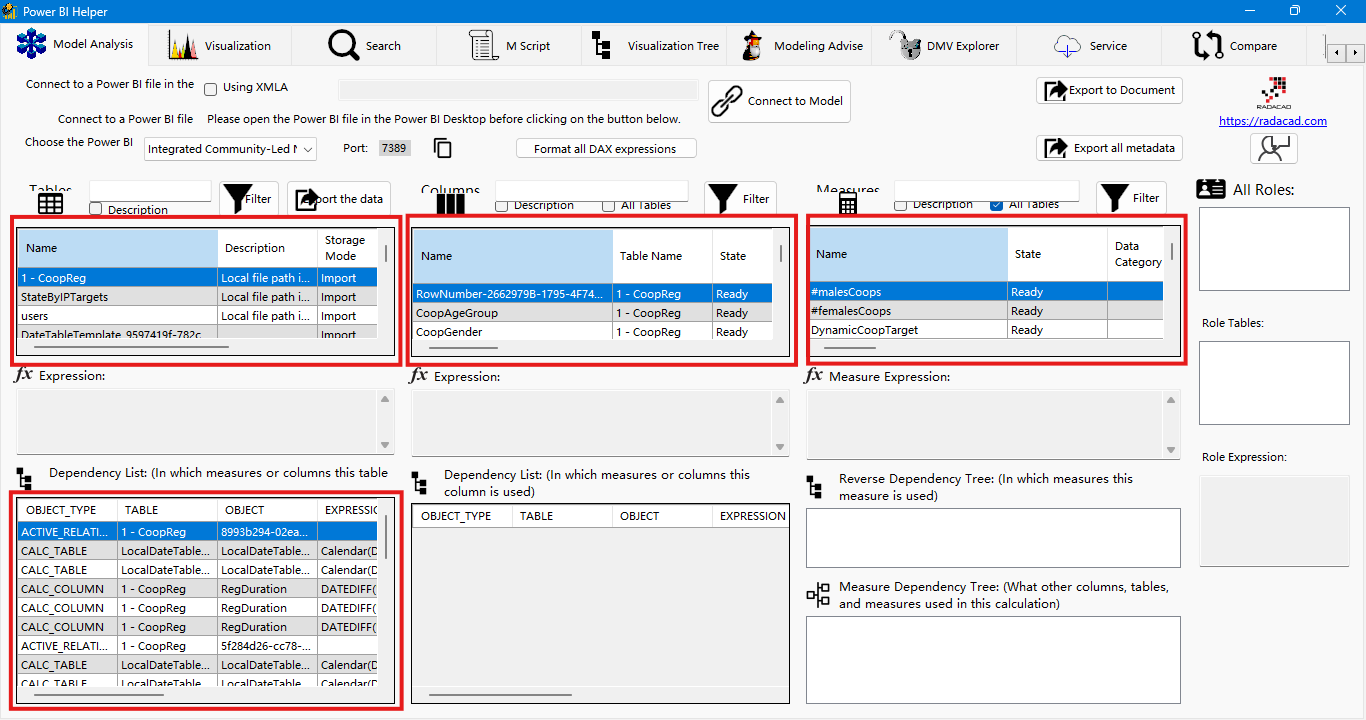 Power BI Helper
Model Analysis Visualization Search M Script Visualization Tree Modeling Advise DMV Explorer Service Compare
Connect to a Power BI file in the Using XMLA
Connect to Model
Export to Document
RADACAD
Connect to a Power BI file Please open the Power BI file in the Power BI Desktop before clicking on the button below.
https://radacad.com
Choose the Power BI Integrated Community-Led Port: 7389 Format all DAX expressions Export all metadata
Tables Filter Export the data Columns Filter Measures Filter All Roles:
Description Description All Tables Description All Tables
Name Description Storage Mode
1 - CoopReg Local file path i... Import
StateByIPTargets Local file path i... Import
users Local file path i... Import
DateTableTemplate_9597419f-782c Import
Name Table Name State
RowNumber-2662979B-1795-4F74... 1 - CoopReg Ready
CoopAgeGroup 1 - CoopReg Ready
CoopGender 1 - CoopReg Ready
Name State Data Category
#malesCoops Ready
#femalesCoops Ready
DynamicCoopTarget Ready
Role Tables:
fx Expression:
fx Expression:
fx Measure Expression:
Role Expression:
Dependency List: (In which measures or columns this table
OBJECT_TYPE TABLE OBJECT EXPRESSIO
ACTIVE_RELATI... 1 - CoopReg 8993b294-02ea...
CALC_TABLE LocalDateTable... LocalDateTable... Calendar(D
CALC_TABLE LocalDateTable... LocalDateTable... Calendar(D
CALC_COLUMN 1 - CoopReg RegDuration DATEDIFF(
CALC_COLUMN 1 - CoopReg RegDuration DATEDIFF(
CALC_COLUMN 1 - CoopReg RegDuration DATEDIFF(
ACTIVE_RELATI... 1 - CoopReg 5f284d26-cc78-...
CALC_TABLE LocalDateTable... LocalDateTable... Calendar(D
CALC_TABLE LocalDateTable... LocalDateTable... Calendar(D
Dependency List: (In which measures or columns this
column is used)
OBJECT_TYPE TABLE OBJECT EXPRESSION
Reverse Dependency Tree: (In which measures this
measure is used)
Measure Dependency Tree: (What other columns, tables,
and measures used in this calculation)